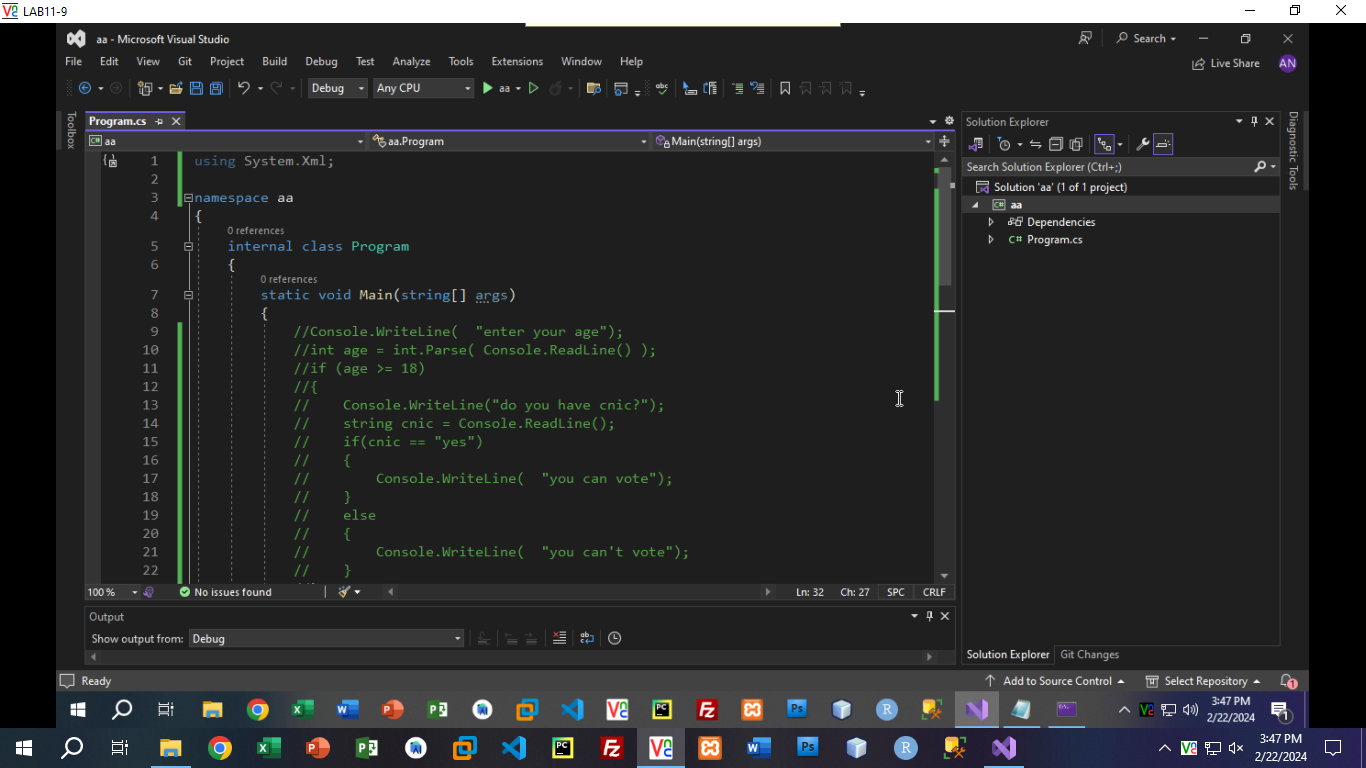 LAB11-9
aa - Microsoft Visual Studio
Search
File Edit View Git Project Build Debug Test Analyze Tools Extensions Window Help
Live Share
AN
Debug Any CPU aa
Toolbox
Program.cs
aa aa.Program Main(string[] args)
1 using System.Xml;
2
3 namespace aa
4 {
0 references
5 internal class Program
6 {
0 references
7 static void Main(string[] args)
8 {
9 //Console.WriteLine(  "enter your age");
10 //int age = int.Parse( Console.ReadLine() );
11 //if (age >= 18)
12 //{
13 //    Console.WriteLine("do you have cnic?");
14 //    string cnic = Console.ReadLine();
15 //    if(cnic == "yes")
16 //    {
17 //        Console.WriteLine(  "you can vote");
18 //    }
19 //    else
20 //    {
21 //        Console.WriteLine(  "you can't vote");
22 //    }
100 % No issues found Ln: 32 Ch: 27 SPC CRLF
Output
Show output from: Debug
Solution Explorer
Search Solution Explorer (Ctrl+;)
Solution 'aa' (1 of 1 project)
aa
Dependencies
C# Program.cs
Solution Explorer Git Changes
Diagnostic Tools
Ready Add to Source Control Select Repository 1
3:47 PM
2/22/2024
1
3:47 PM
2/22/2024